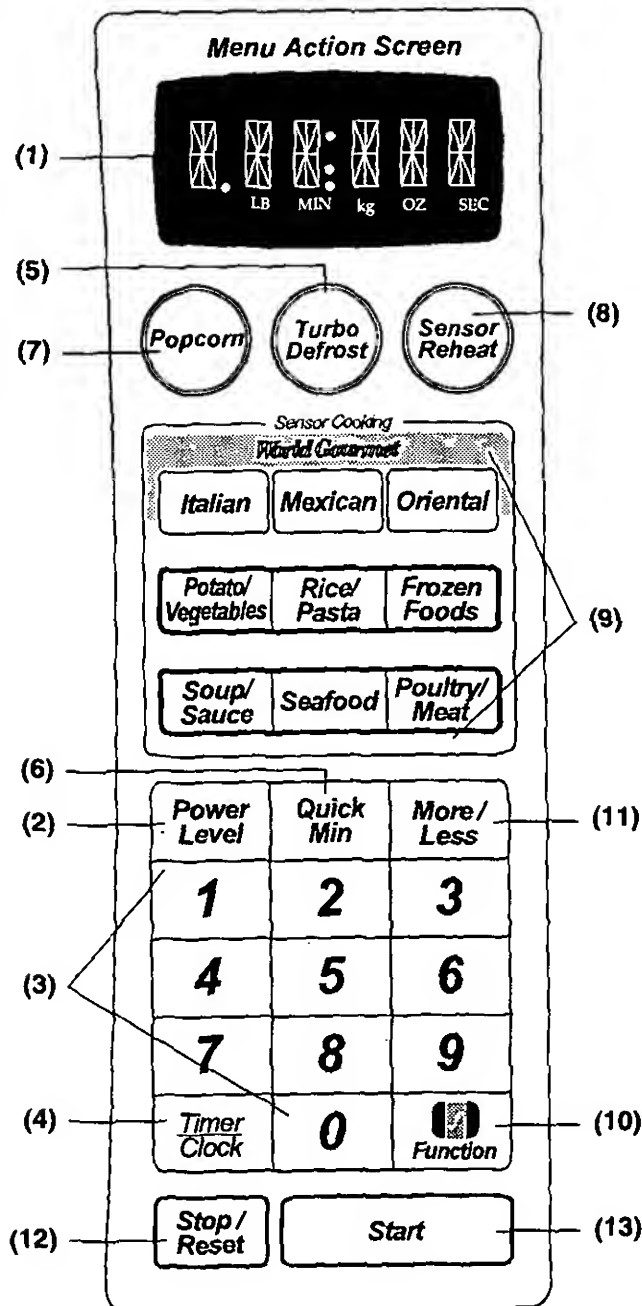 Menu Action Screen
(1)
LB MIN kg OZ SEC
(5)
(7)
Popcorn
Turbo
Defrost
Sensor
Reheat
(8)
Sensor Cooking
World Gourmet
Italian Mexican Oriental
Potato/
Vegetables
Rice/
Pasta
Frozen
Foods
(9)
Soup/
Sauce
Seafood
Poultry/
Meat
(6)
(2)
Power
Level
Quick
Min
More/
Less
(11)
1 2 3
(3)
4 5 6
7 8 9
(4)
Timer
Clock
0
?
Function
(10)
(12)
Stop/
Reset
Start
(13)